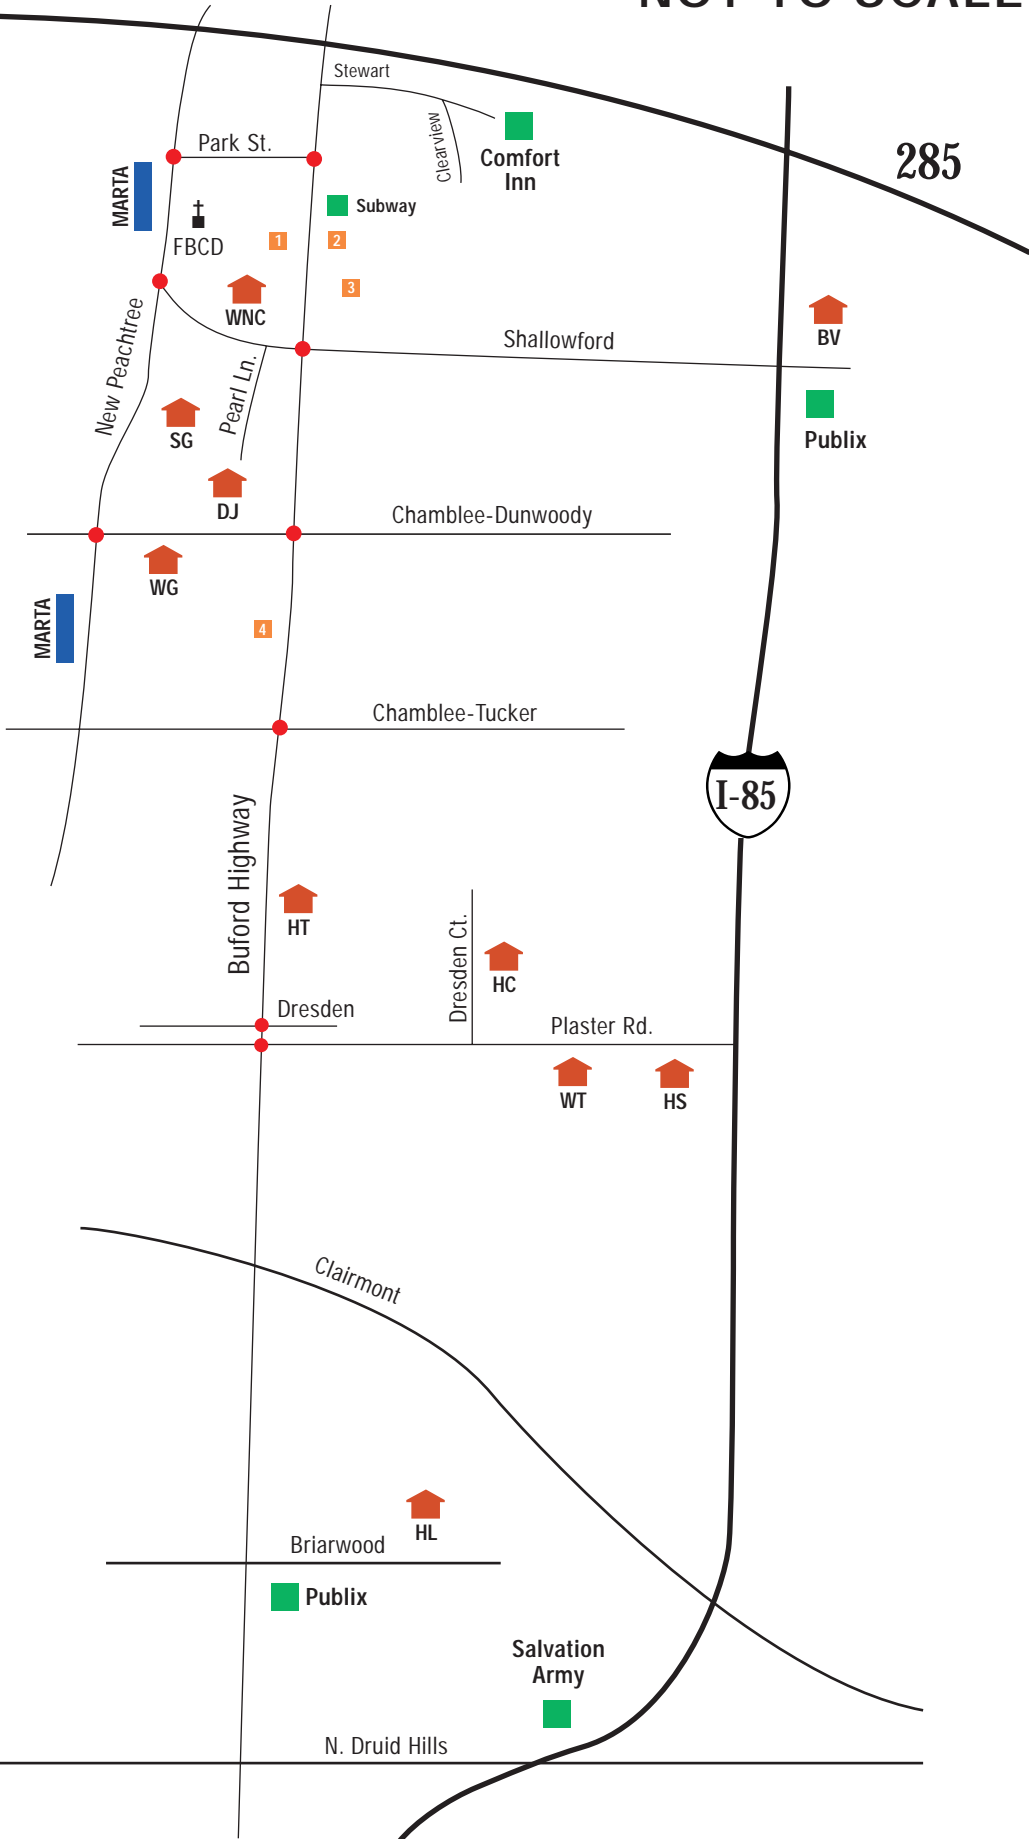 NOT TO SCALE
Stewart
Clearview
Comfort
Inn
285
Park St.
MARTA
FBCD
Subway
1
2
3
WNC
BV
New Peachtree
Shallowford
Pearl Ln.
SG
Publix
DJ
Chamblee-Dunwoody
WG
MARTA
4
Chamblee-Tucker
I-85
Buford Highway
HT
Dresden Ct.
HC
Dresden
Plaster Rd.
WT
HS
Clairmont
HL
Briarwood
Publix
Salvation
Army
N. Druid Hills